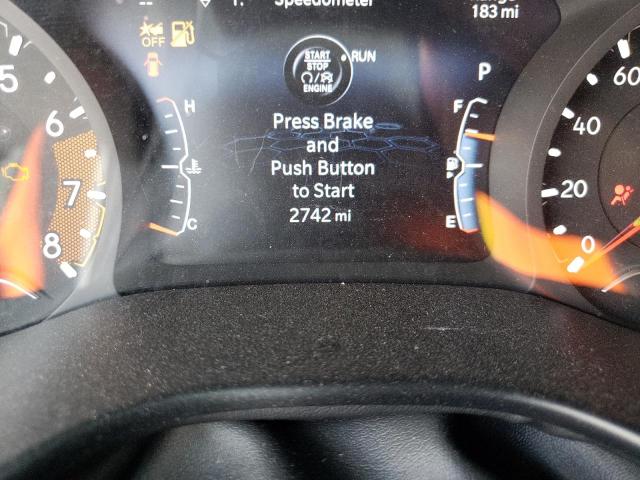 Speedometer
183 mi
OFF
START
STOP
ENGINE
RUN
P
H
F
Press Brake
and
Push Button
to Start
2742 mi
C
E
5
6
7
8
60
40
20
0